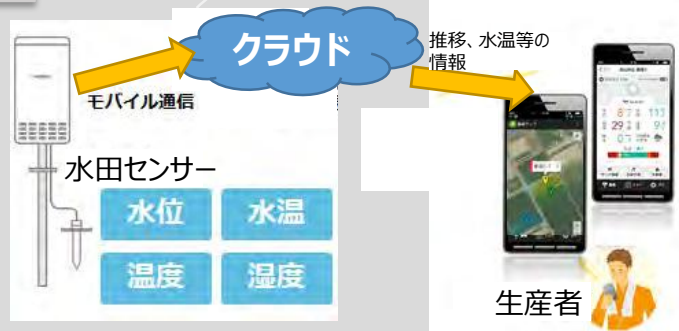 クラウド
推移、水温等の
情報
モバイル通信
水田センサー
水位
水温
温度
湿度
生産者